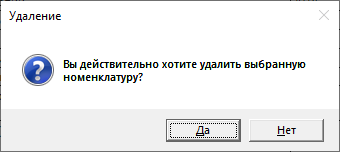 Удаление
Вы действительно хотите удалить выбранную
номенклатуру?
Да
Нет